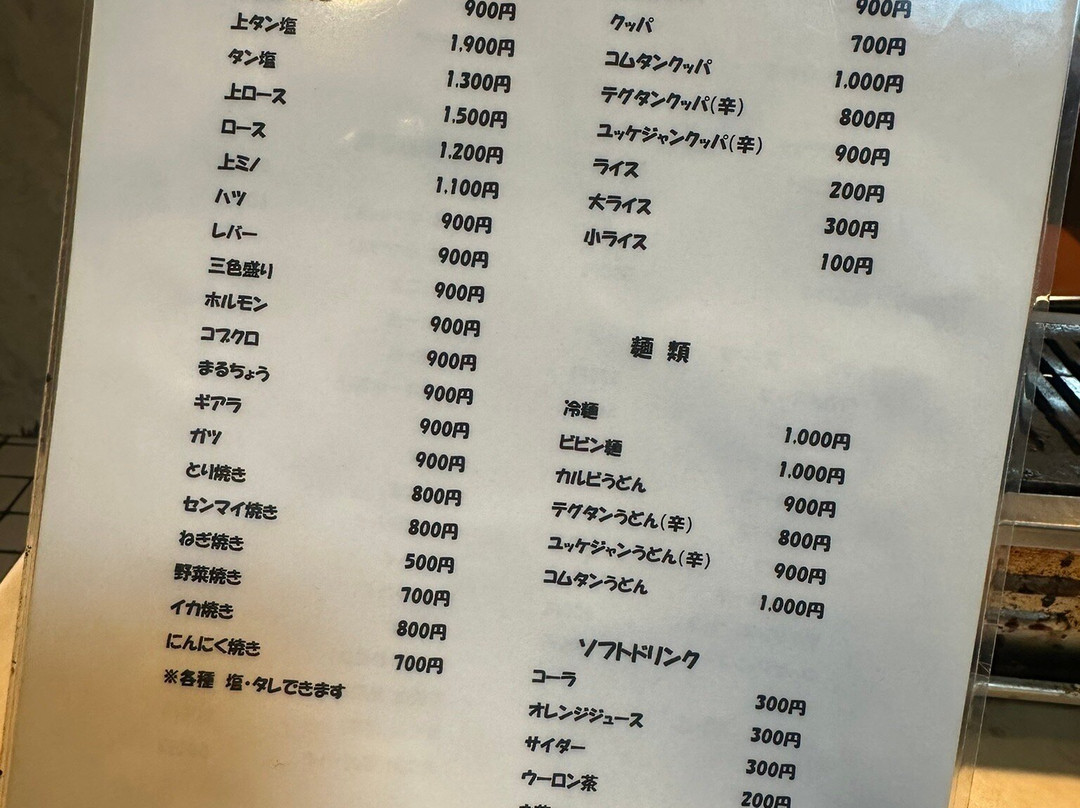 900円
上タン塩 1,900円
タン塩 1,300円
上ロース 1,500円
ロース 1,200円
上ミノ 1,100円
ハツ 900円
レバー 900円
三色盛り 900円
ホルモン 900円
コブクロ 900円
まるちょう 900円
ギアラ 900円
ガツ 900円
とり焼き 800円
センマイ焼き 800円
ねぎ焼き 500円
野菜焼き 700円
イカ焼き 800円
にんにく焼き 700円
※各種 塩・タレできます
900円
クッパ 700円
コムタンクッパ 1,000円
テグタンクッパ(辛) 800円
ユッケジャンクッパ(辛) 900円
ライス 200円
大ライス 300円
小ライス 100円
麺 類
冷麺 1,000円
ビビン麺 1,000円
カルビうどん 900円
テグタンうどん(辛) 800円
ユッケジャンうどん(辛) 900円
コムタンうどん 1,000円
ソフトドリンク
コーラ 300円
オレンジジュース 300円
サイダー 300円
ウーロン茶 200円